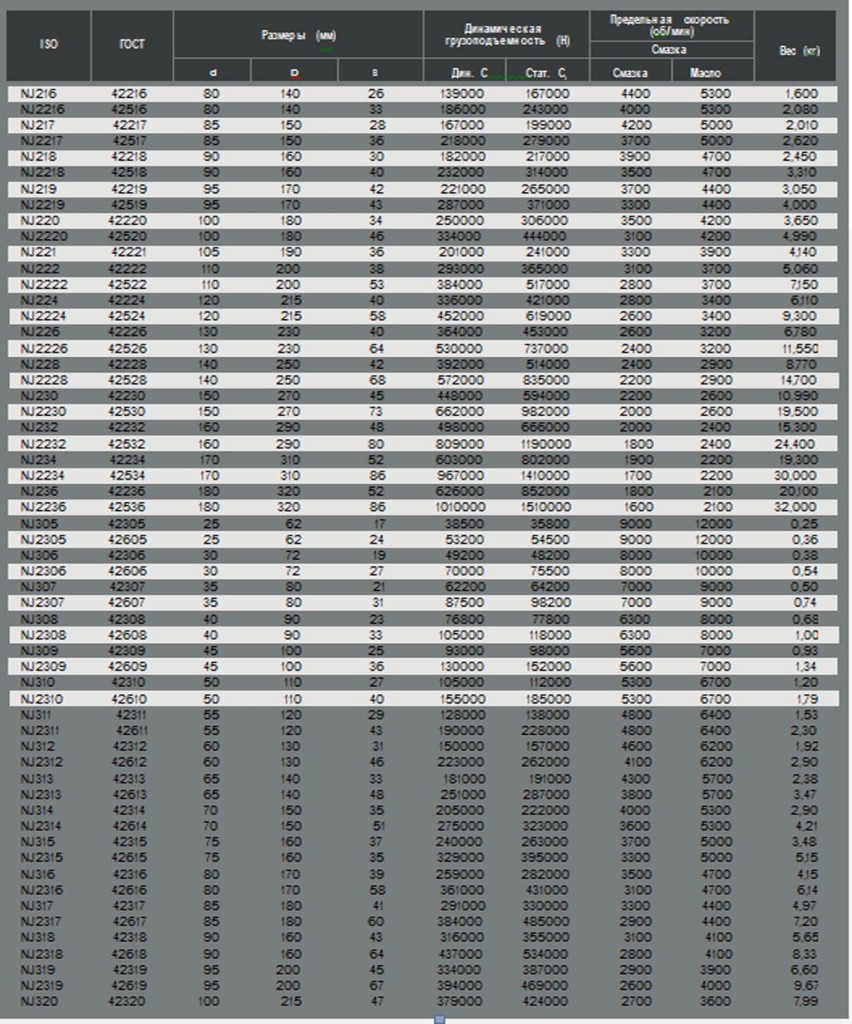 ISO ГОСТ Размеры (мм) Динамическая грузоподъемность (Н) Предельная скорость (об/мин) Вес (кг)
Смазка
d D B Дин. C Стат. C Смазка Масло
NJ216 42216 80 140 26 139000 167000 4400 5300 1,600
NJ2216 42516 80 140 33 186000 243000 4000 5300 2,080
NJ217 42217 85 150 28 167000 199000 4200 5000 2,010
NJ2217 42517 85 150 36 218000 279000 3700 5000 2,620
NJ218 42218 90 160 30 182000 217000 3900 4700 2,450
NJ2218 42518 90 160 40 232000 314000 3500 4700 3,310
NJ219 42219 95 170 42 221000 265000 3700 4400 3,050
NJ2219 42519 95 170 43 287000 371000 3300 4400 4,000
NJ220 42220 100 180 34 250000 306000 3500 4200 3,650
NJ2220 42520 100 180 46 334000 444000 3100 4200 4,990
NJ221 42221 105 190 36 201000 241000 3300 3900 4,140
NJ222 42222 110 200 38 293000 365000 3100 3700 5,060
NJ2222 42522 110 200 53 384000 517000 2800 3700 7,150
NJ224 42224 120 215 40 336000 421000 2800 3400 6,110
NJ2224 42524 120 215 58 452000 619000 2600 3400 9,300
NJ226 42226 130 230 40 364000 453000 2600 3200 6,780
NJ2226 42526 130 230 64 530000 737000 2400 3200 11,550
NJ228 42228 140 250 42 392000 514000 2400 2900 8,770
NJ2228 42528 140 250 68 572000 835000 2200 2900 14,700
NJ230 42230 150 270 45 448000 594000 2200 2600 10,990
NJ2230 42530 150 270 73 662000 982000 2000 2600 19,500
NJ232 42232 160 290 48 498000 666000 2000 2400 15,300
NJ2232 42532 160 290 80 809000 1190000 1800 2400 24,400
NJ234 42234 170 310 52 603000 802000 1900 2200 19,300
NJ2234 42534 170 310 86 967000 1410000 1700 2200 30,000
NJ236 42236 180 320 52 626000 852000 1800 2100 20,100
NJ2236 42536 180 320 86 1010000 1510000 1600 2100 32,000
NJ305 42305 25 62 17 38500 35800 9000 12000 0,25
NJ2305 42605 25 62 24 53200 54500 9000 12000 0,36
NJ306 42306 30 72 19 49200 48200 8000 10000 0,38
NJ2306 42606 30 72 27 70000 75500 8000 10000 0,54
NJ307 42307 35 80 21 62200 64200 7000 9000 0,50
NJ2307 42607 35 80 31 87500 98200 7000 9000 0,74
NJ308 42308 40 90 23 76800 77800 6300 8000 0,68
NJ2308 42608 40 90 33 105000 118000 6300 8000 1,00
NJ309 42309 45 100 25 93000 98000 5600 7000 0,93
NJ2309 42609 45 100 36 130000 152000 5600 7000 1,34
NJ310 42310 50 110 27 105000 112000 5300 6700 1,20
NJ2310 42610 50 110 40 155000 185000 5300 6700 1,79
NJ311 42311 55 120 29 128000 138000 4800 6400 1,53
NJ2311 42611 55 120 43 190000 228000 4800 6400 2,30
NJ312 42312 60 130 31 150000 157000 4600 6200 1,92
NJ2312 42612 60 130 46 223000 262000 4100 6200 2,90
NJ313 42313 65 140 33 181000 191000 4300 5700 2,38
NJ2313 42613 65 140 48 251000 287000 3800 5700 3,47
NJ314 42314 70 150 35 205000 222000 4000 5300 2,90
NJ2314 42614 70 150 51 275000 323000 3600 5300 4,21
NJ315 42315 75 160 37 240000 263000 3700 5000 3,48
NJ2315 42615 75 160 35 329000 395000 3300 5000 5,15
NJ316 42316 80 170 39 259000 282000 3500 4700 4,15
NJ2316 42616 80 170 58 361000 431000 3100 4700 6,14
NJ317 42317 85 180 41 291000 330000 3300 4400 4,97
NJ2317 42617 85 180 60 384000 485000 2900 4400 7,20
NJ318 42318 90 160 43 316000 355000 3100 4100 5,65
NJ2318 42618 90 160 64 437000 534000 2800 4100 8,33
NJ319 42319 95 200 45 334000 387000 2900 3900 6,60
NJ2319 42619 95 200 67 394000 469000 2600 4000 9,67
NJ320 42320 100 215 47 379000 424000 2700 3600 7,99